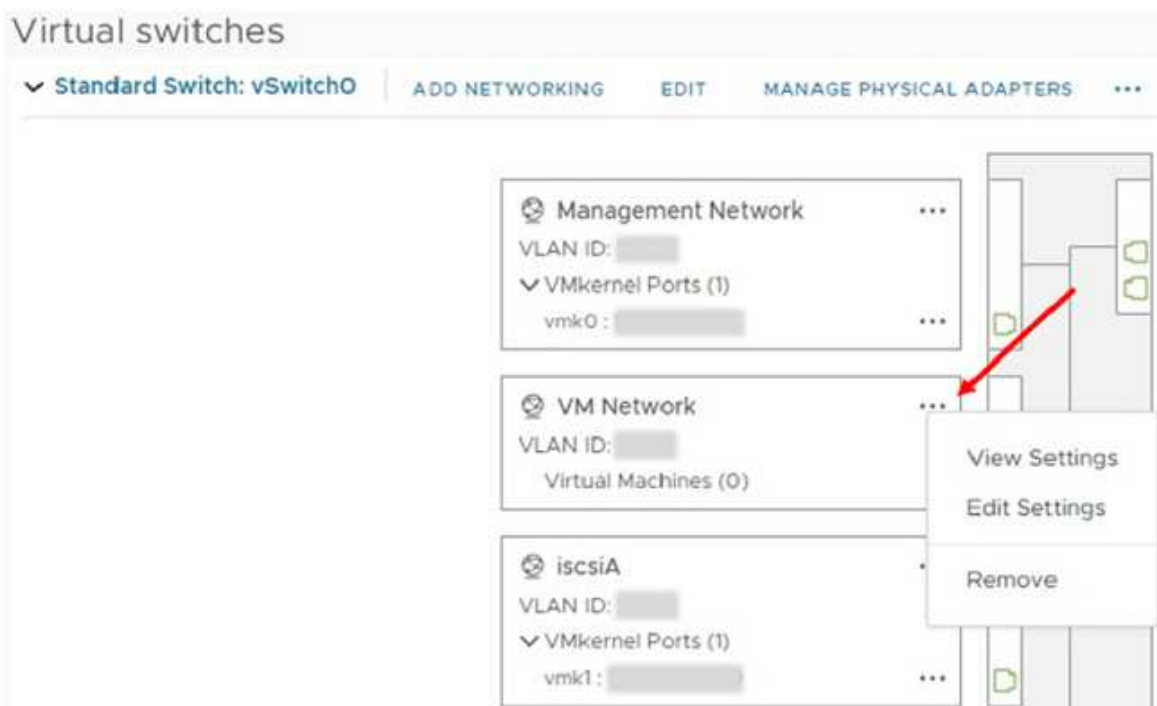 Virtual switches
Standard Switch: vSwitch0 ADD NETWORKING EDIT MANAGE PHYSICAL ADAPTERS ...
Management Network ...
VLAN ID:
VMkernel Ports (1)
vmk0 : ...
VM Network ...
VLAN ID:
Virtual Machines (0)
View Settings
Edit Settings
Remove
iscsiA
VLAN ID:
VMkernel Ports (1)
vmk1 : ...